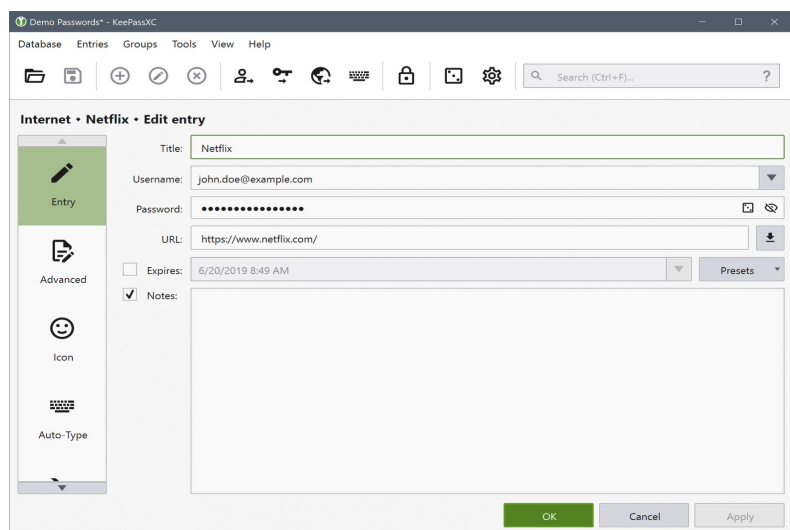 Demo Passwords* - KeePassXC
Database Entries Groups Tools View Help
Search (Ctrl+F)... ?
Internet • Netflix • Edit entry
Title: Netflix
Username: john.doe@example.com
Entry
Password: ●●●●●●●●●●●●●●●●
URL: https://www.netflix.com/
Advanced
Expires: 6/20/2019 8:49 AM Presets
Notes:
Icon
Auto-Type
OK Cancel Apply